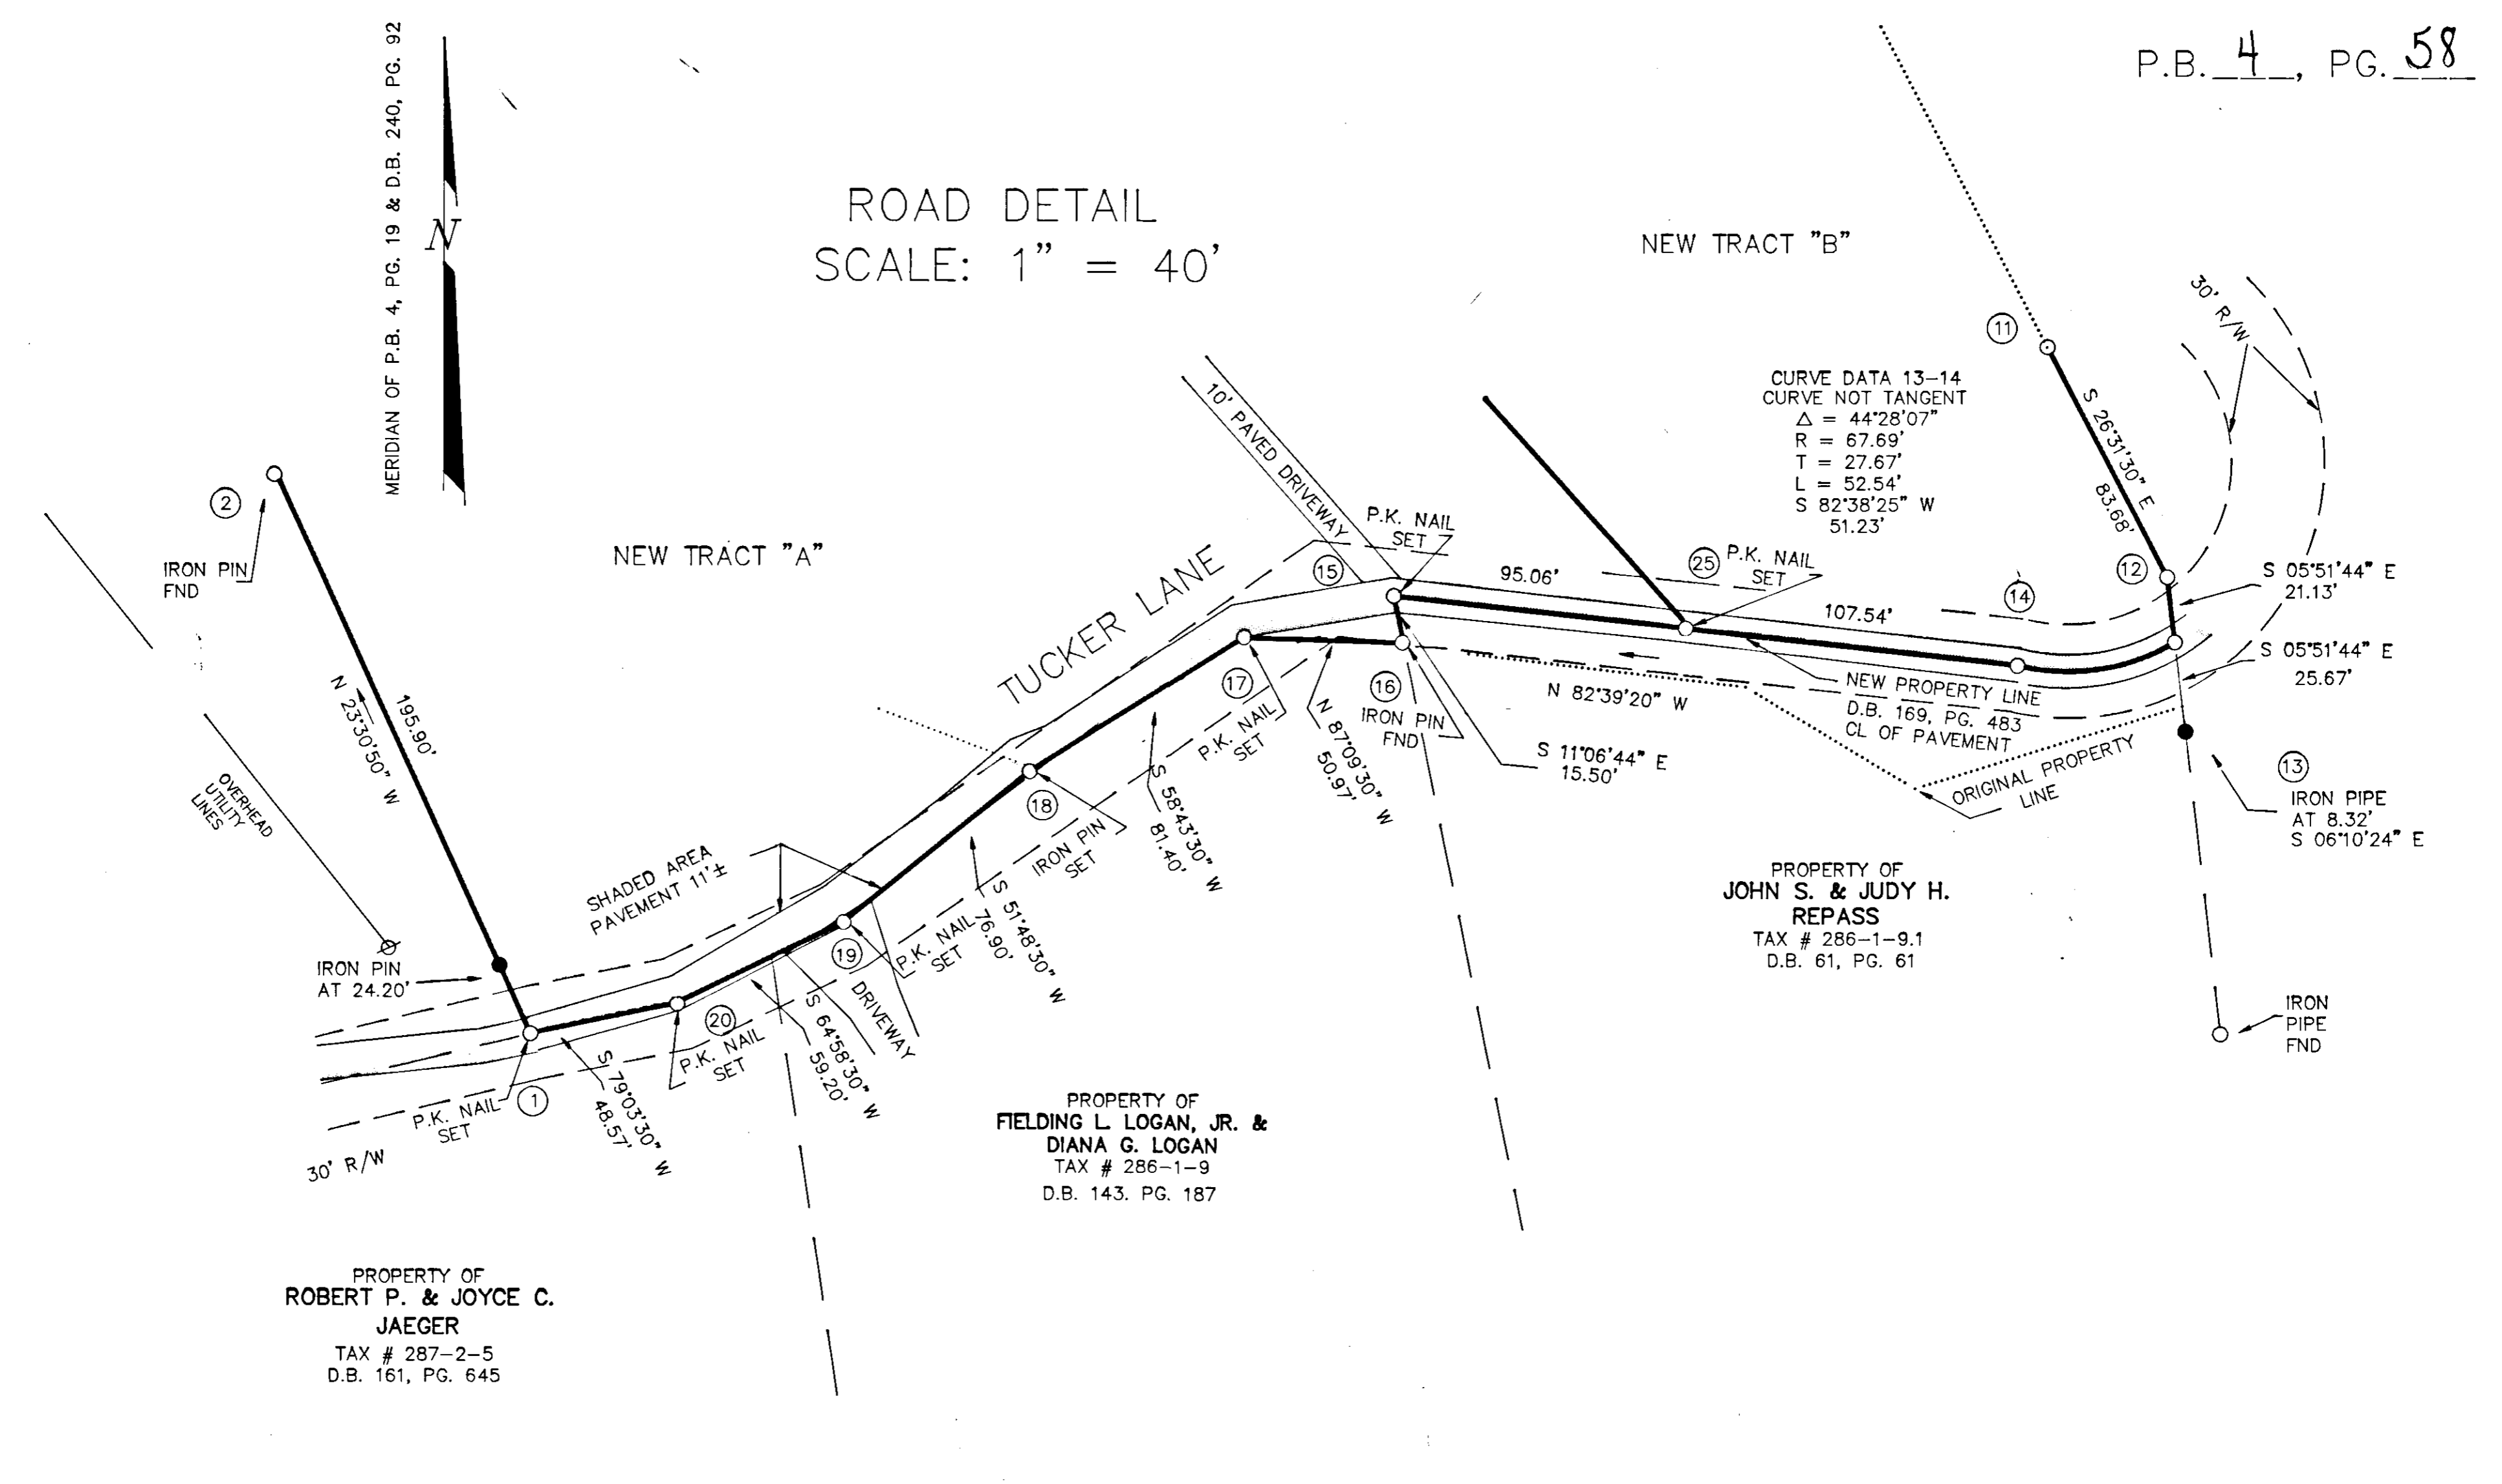 P.B. 4, PG. 58
MERIDIAN OF P.B. 4, PG. 19 & D.B. 240, PG. 92
N
ROAD DETAIL
SCALE: 1" = 40'
NEW TRACT "B"
30' R/W
11
CURVE DATA 13-14
CURVE NOT TANGENT
Δ = 44°28'07"
R = 67.69'
T = 27.67'
L = 52.54'
S 82°38'25" W
51.23'
S 26°31'30" E
83.68'
10' PAVED DRIVEWAY
2
IRON PIN
FND
NEW TRACT "A"
TUCKER LANE
P.K. NAIL
SET
15
95.06'
25
P.K. NAIL
SET
107.54'
14
12
S 05°51'44" E
21.13'
S 05°51'44" E
25.67'
195.90'
N 23°30'50" W
OVERHEAD
UTILITY
LINES
17
P.K. NAIL
SET
16
IRON PIN
FND
N 87°09'30" W
50.97'
S 11°06'44" E
15.50'
N 82°39'20" W
NEW PROPERTY LINE
D.B. 169, PG. 483
CL OF PAVEMENT
ORIGINAL PROPERTY
LINE
13
IRON PIPE
AT 8.32'
S 06°10'24" E
18
IRON PIN
SET
S 58°43'30" W
81.40'
SHADED AREA
PAVEMENT 11'±
19
P.K. NAIL
SET
S 51°48'30" W
76.90'
IRON PIN
AT 24.20'
20
P.K. NAIL
SET
DRIVEWAY
S 64°58'30" W
59.20'
P.K. NAIL
SET
1
S 79°03'30" W
48.57'
30' R/W
PROPERTY OF
JOHN S. & JUDY H.
REPASS
TAX # 286-1-9.1
D.B. 61, PG. 61
IRON
PIPE
FND
PROPERTY OF
FIELDING L. LOGAN, JR. &
DIANA G. LOGAN
TAX # 286-1-9
D.B. 143. PG. 187
PROPERTY OF
ROBERT P. & JOYCE C.
JAEGER
TAX # 287-2-5
D.B. 161, PG. 645